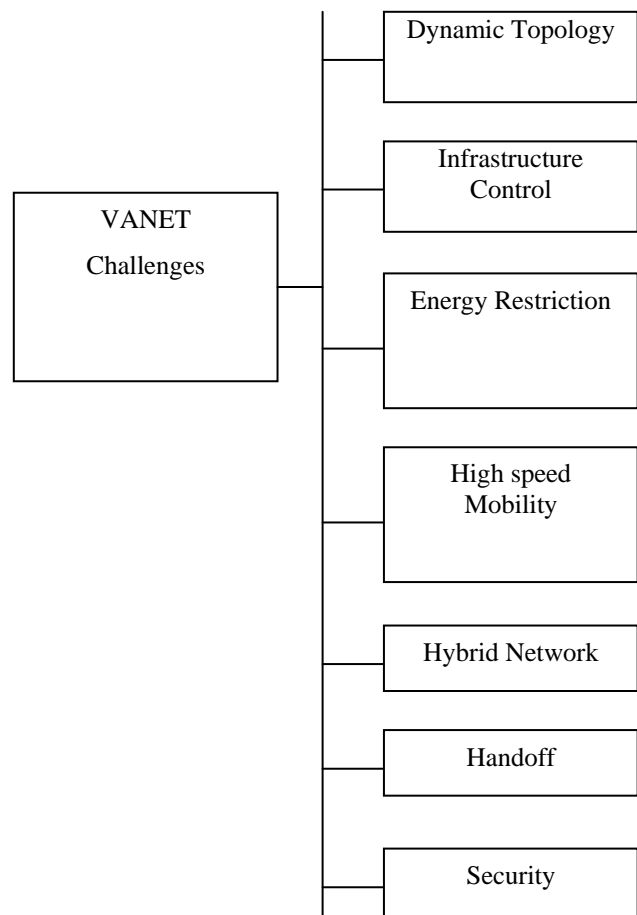 VANET
Challenges
Dynamic Topology
Infrastructure
Control
Energy Restriction
High speed
Mobility
Hybrid Network
Handoff
Security